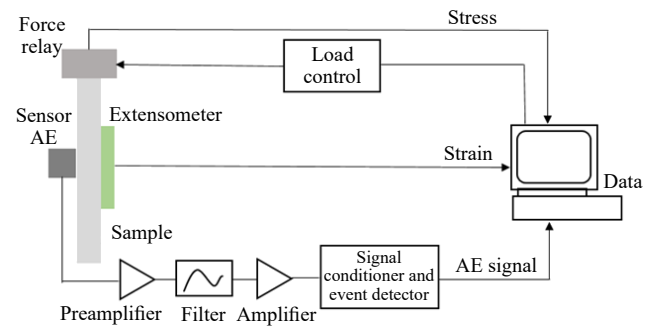 Stress
Force
relay
Load
control
Sensor
AE
Extensometer
Strain
Data
Sample
Signal
conditioner and
event detector
AE signal
Preamplifier
Filter
Amplifier